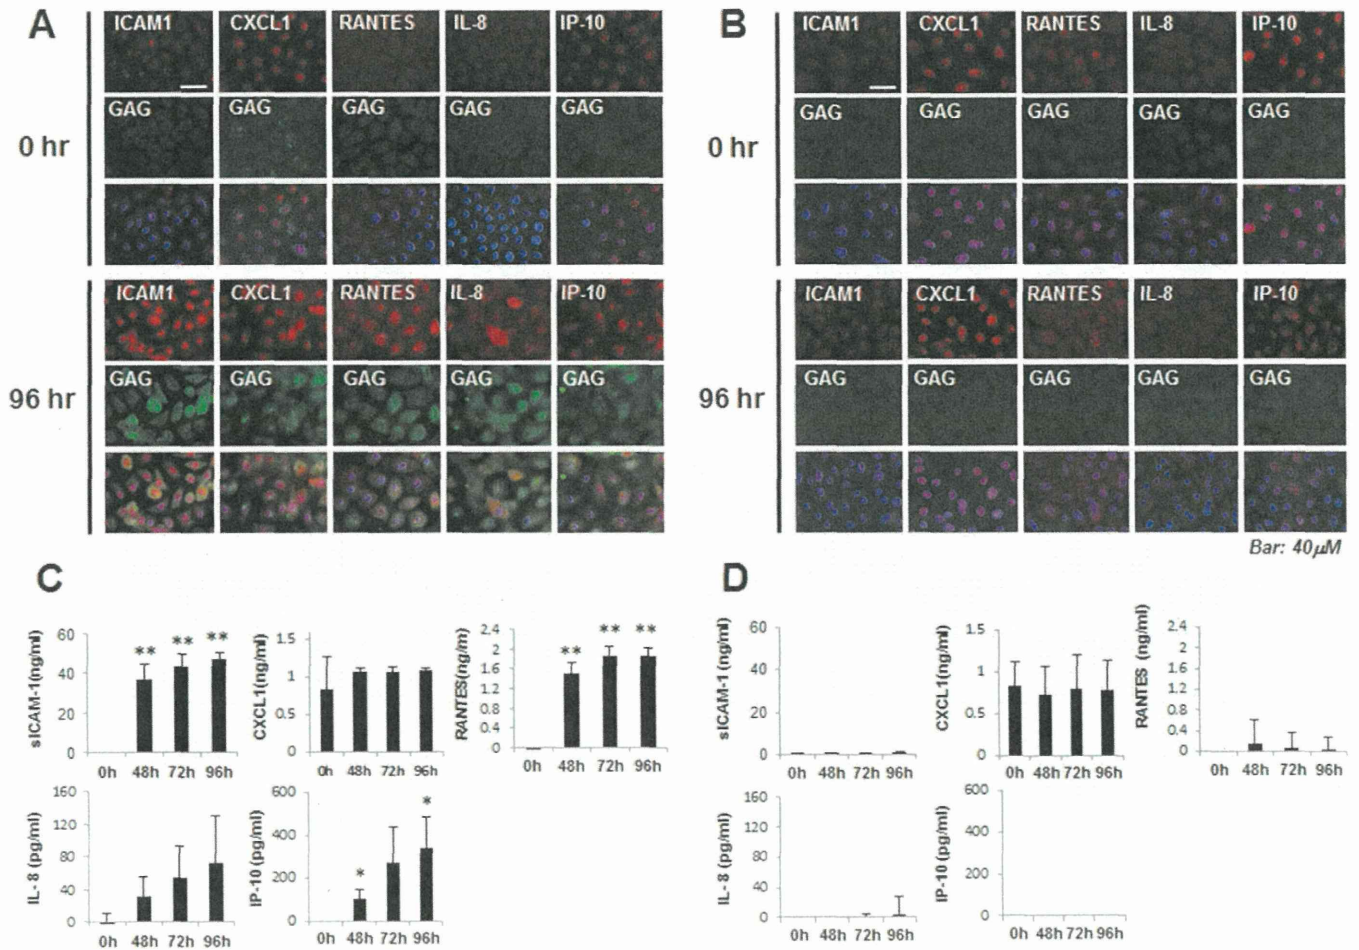 A
ICAM1 CXCL1 RANTES IL-8 IP-10
GAG GAG GAG GAG GAG
0 hr
ICAM1 CXCL1 RANTES IL-8 IP-10
GAG GAG GAG GAG GAG
96 hr
B
ICAM1 CXCL1 RANTES IL-8 IP-10
GAG GAG GAG GAG GAG
0 hr
ICAM1 CXCL1 RANTES IL-8 IP-10
GAG GAG GAG GAG GAG
96 hr
Bar: 40μM
C
sICAM-1(ng/ml)
60
40
20
0
** ** **
0h 48h 72h 96h
CXCL1(ng/ml)
1.5
1
0.5
0
0h 48h 72h 96h
RANTES(ng/m)
2.4
2
1.6
1.2
0.8
0.4
0
** ** **
0h 48h 72h 96h
IL-8 (pg/ml)
160
120
80
40
0
0h 48h 72h 96h
IP-10 (pg/ml)
600
400
200
0
* *
0h 48h 72h 96h
D
sICAM-1(ng/ml)
60
40
20
0
0h 48h 72h 96h
CXCL1(ng/ml)
1.5
1
0.5
0
0h 48h 72h 96h
RANTES (ng/ml)
2.4
2
1.6
1.2
0.8
0.4
0
0h 48h 72h 96h
IL-8 (pg/ml)
160
120
80
40
0
0h 48h 72h 96h
IP-10 (pg/ml)
600
400
200
0
0h 48h 72h 96h